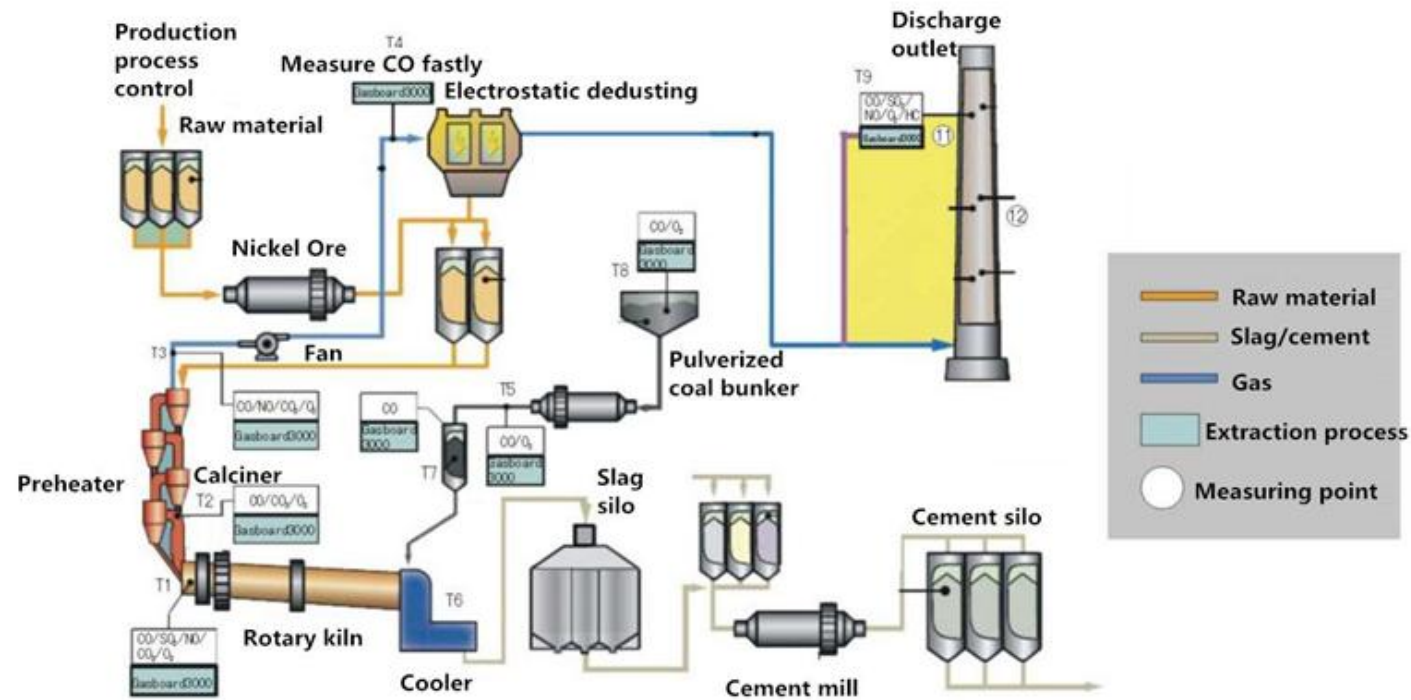 Production
process
control
Raw material
T4
Measure CO fastly
Gasboard3000
Electrostatic dedusting
Discharge
outlet
T9
CO/SO₂/
NO/O₂/HC
Gasboard3000
11
12
Nickel Ore
CO/O₂
Gasboard
3000
T8
Pulverized
coal bunker
Fan
T3
CO/NO/CO₂/O₂
Gasboard3000
T5
CO
Gasboard
3000
CO/O₂
gasboard
3000
T7
Preheater
Calciner
T2
CO/CO₂/O₂
Gasboard3000
T1
CO/SO₂/NO/
CO₂/O₂
Gasboard3000
Rotary kiln
T6
Cooler
Slag
silo
Cement mill
Cement silo
Raw material
Slag/cement
Gas
Extraction process
Measuring point